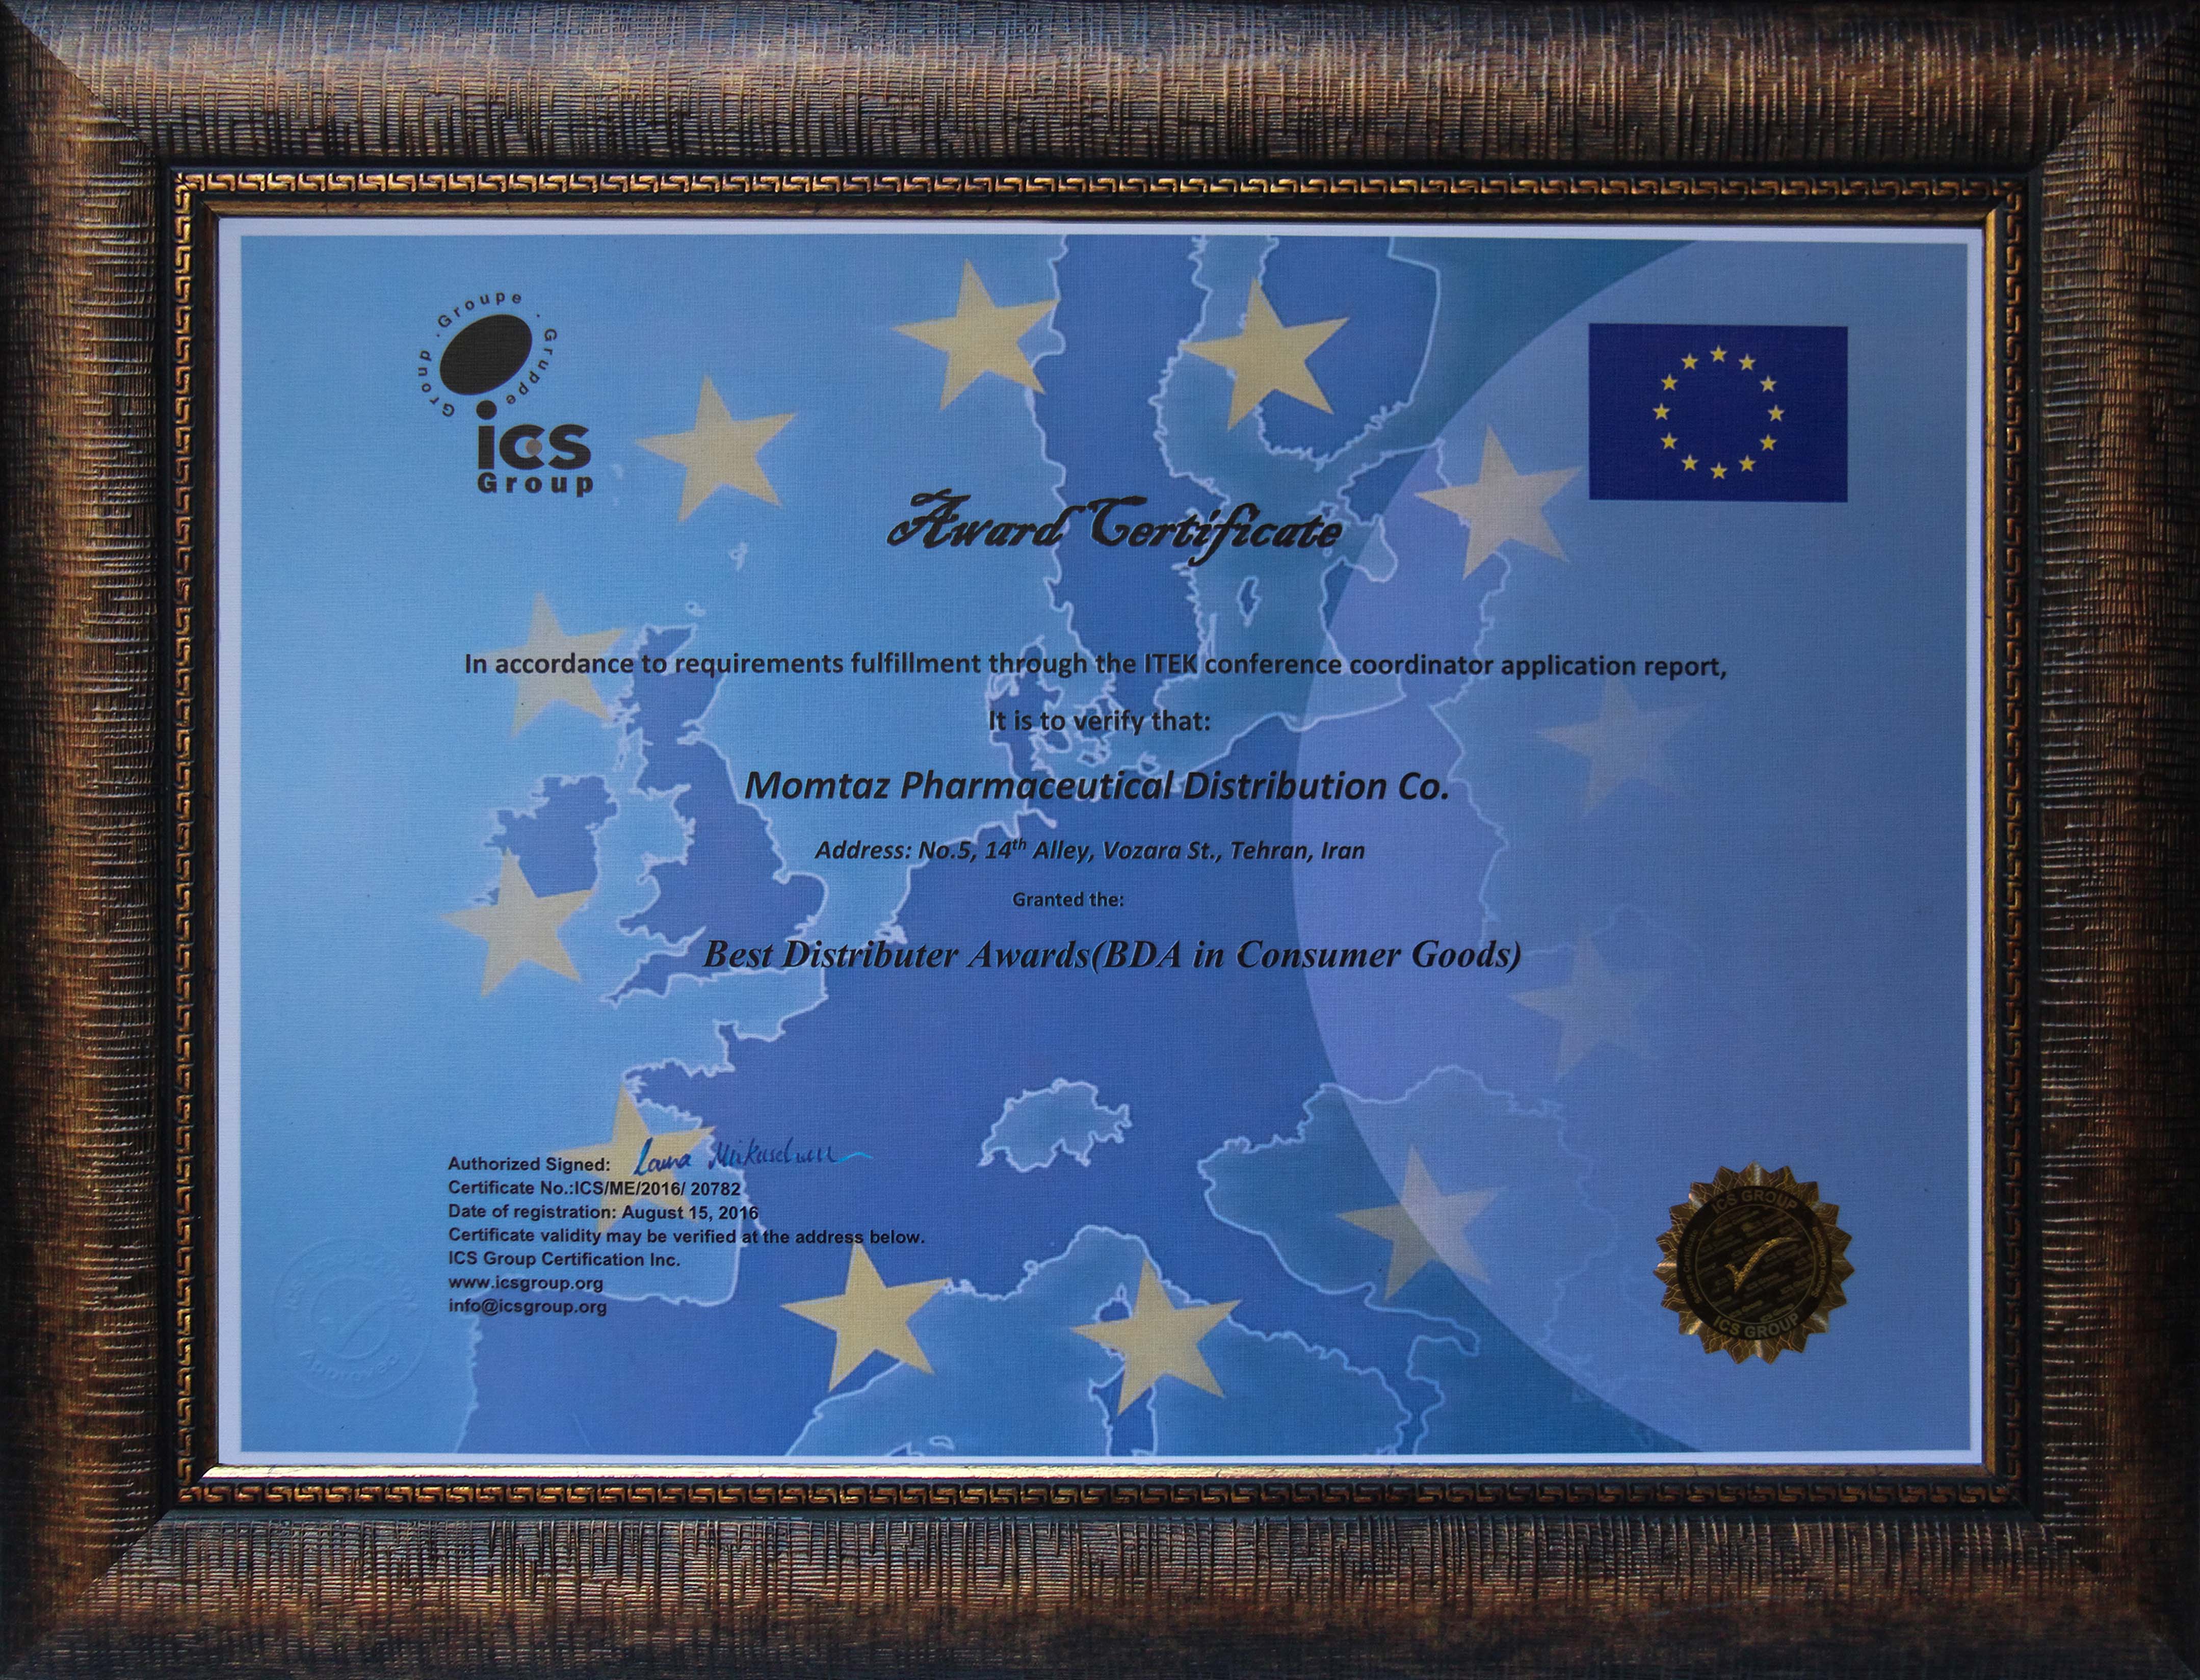 Group . Groupe . Gruppe
ics
Group
Award Certificate
In accordance to requirements fulfillment through the ITEK conference coordinator application report,
It is to verify that:
Momtaz Pharmaceutical Distribution Co.
Address: No.5, 14th Alley, Vozara St., Tehran, Iran
Granted the:
Best Distributer Awards(BDA in Consumer Goods)
Authorized Signed:
Certificate No.:ICS/ME/2016/ 20782
Date of registration: August 15, 2016
Certificate validity may be verified at the address below.
ICS Group Certification Inc.
www.icsgroup.org
info@icsgroup.org
Approved
ICS GROUP
ICS GROUP